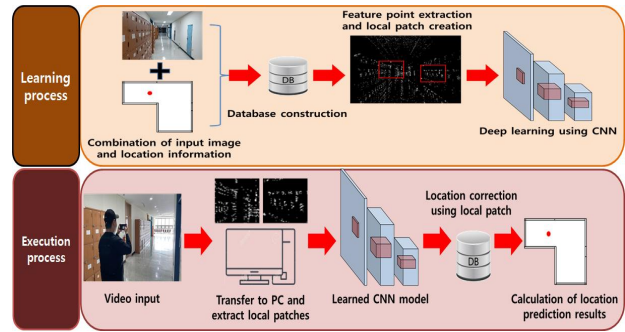 Learning
process
Combination of input image
and location information
DB
Database construction
Feature point extraction
and local patch creation
Deep learning using CNN
Execution
process
Video input
Transfer to PC and
extract local patches
Learned CNN model
Location correction
using local patch
DB
Calculation of location
prediction results